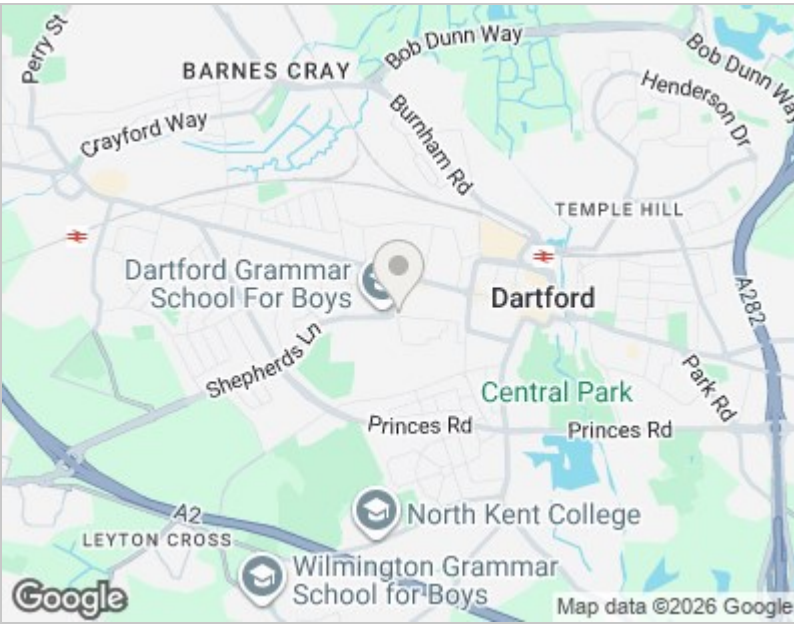 Perry St
BARNES CRAY
Bob Dunn Way
Bob Dunn Way
Henderson Dr
Crayford Way
Burnham Rd
TEMPLE HILL
Dartford Grammar
School For Boys
Dartford
A282
Shepherds Ln
Park Rd
Central Park
Princes Rd
Princes Rd
A2
North Kent College
LEYTON CROSS
Wilmington Grammar
School for Boys
Google
Map data ©2026 Google